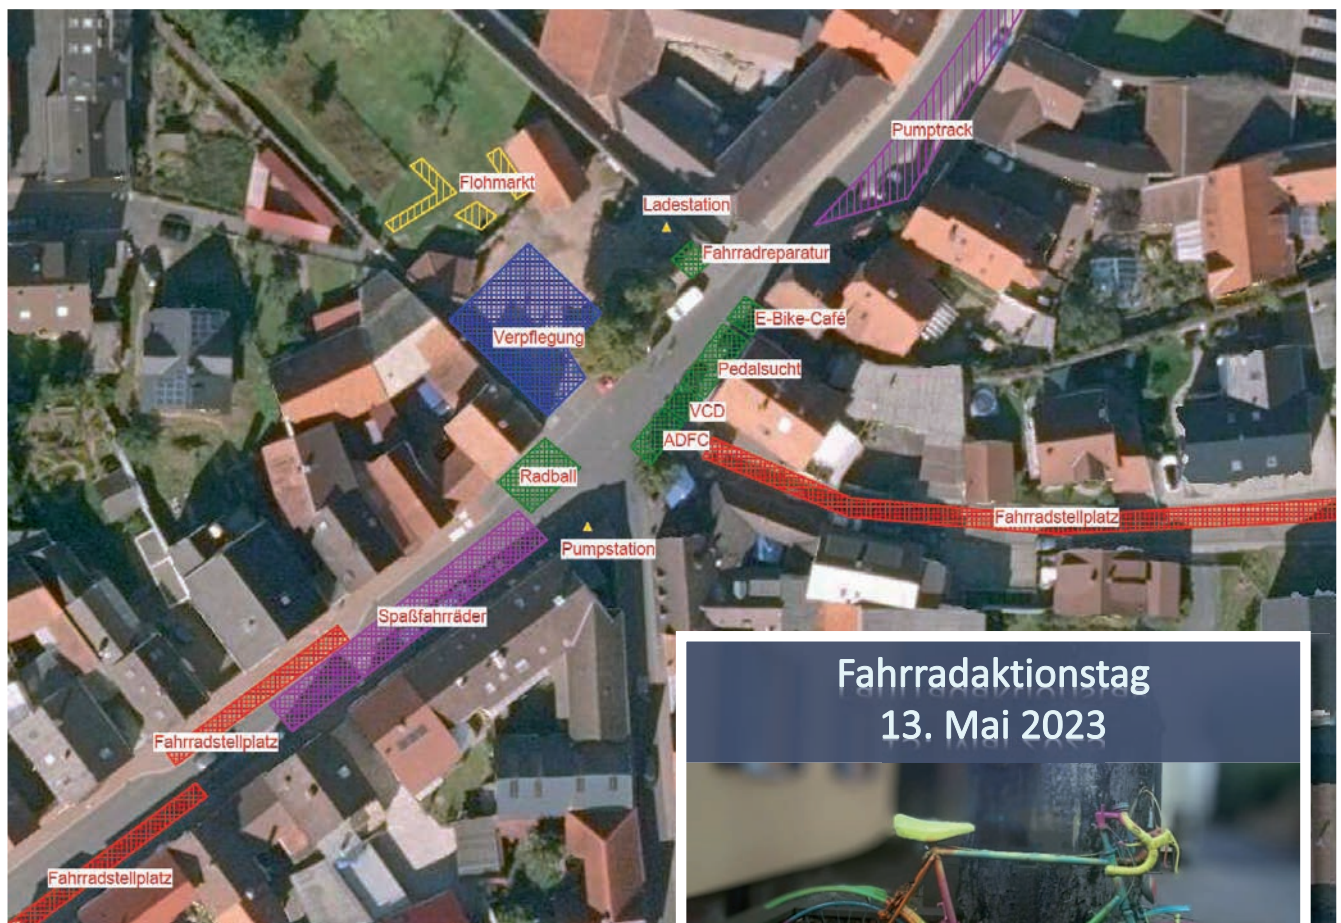 Pumptrack
Flohmarkt
Ladestation
Fahrradreparatur
E-Bike-Café
Verpflegung
Pedalsucht
VCD
ADFC
Radball
Fahrradstellplatz
Pumpstation
Spaßfahrräder
Fahrradstellplatz
Fahrradstellplatz
Fahrradaktionstag
13. Mai 2023